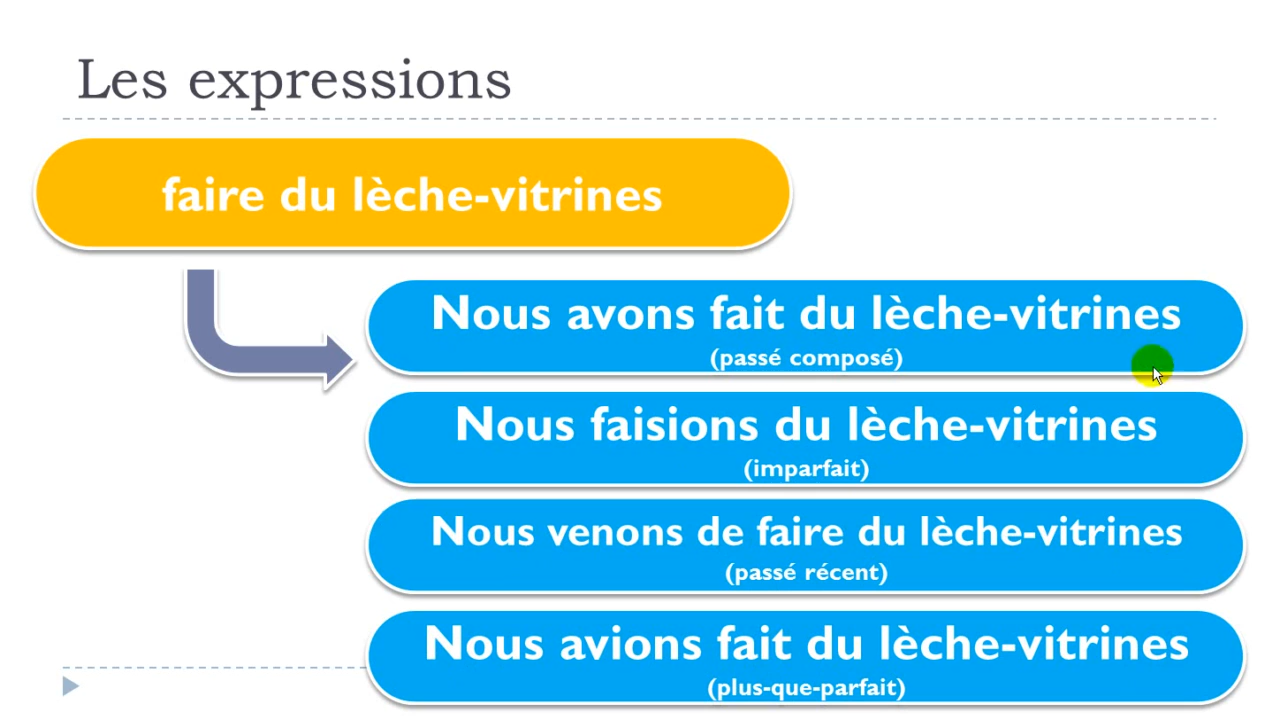 Les expressions
faire du lèche-vitrines
Nous avons fait du lèche-vitrines
(passé composé)
Nous faisions du lèche-vitrines
(imparfait)
Nous venons de faire du lèche-vitrines
(passé récent)
Nous avions fait du lèche-vitrines
(plus-que-parfait)